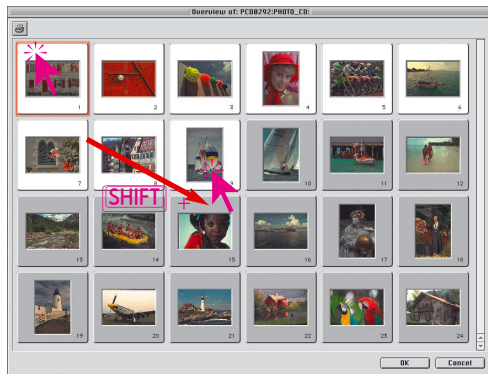 Overview of: PCD0292:PHOTO_CD:
1 2 3 4 5 6
7 8 9 10 11 12
SHIFT +
13 14 15 16 17 18
19 20 21 22 23 24
OK Cancel